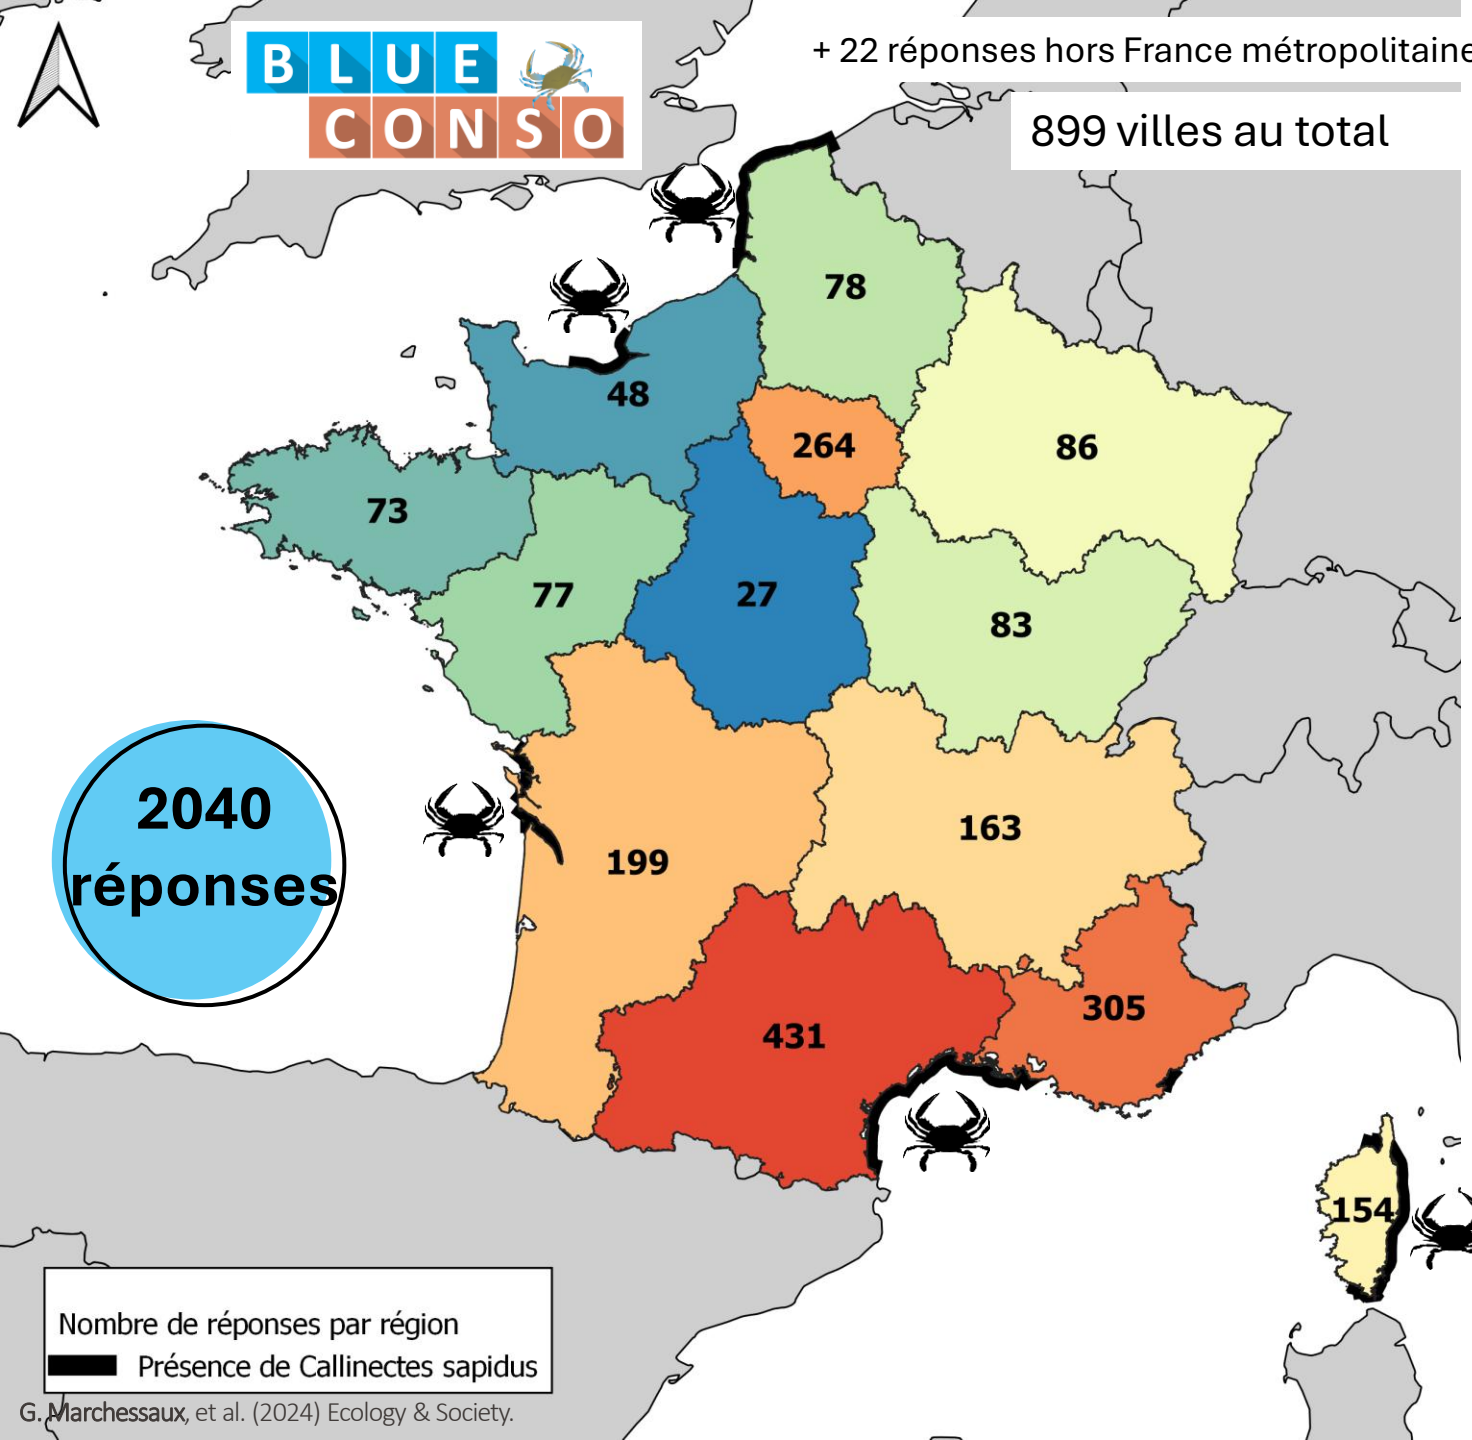 BLUE
CONSO
+ 22 réponses hors France métropolitaine
899 villes au total
78
48
264
86
73
77
27
83
2040
réponses
163
199
305
431
154
Nombre de réponses par région
Présence de Callinectes sapidus
G. Marchessaux, et al. (2024) Ecology & Society.